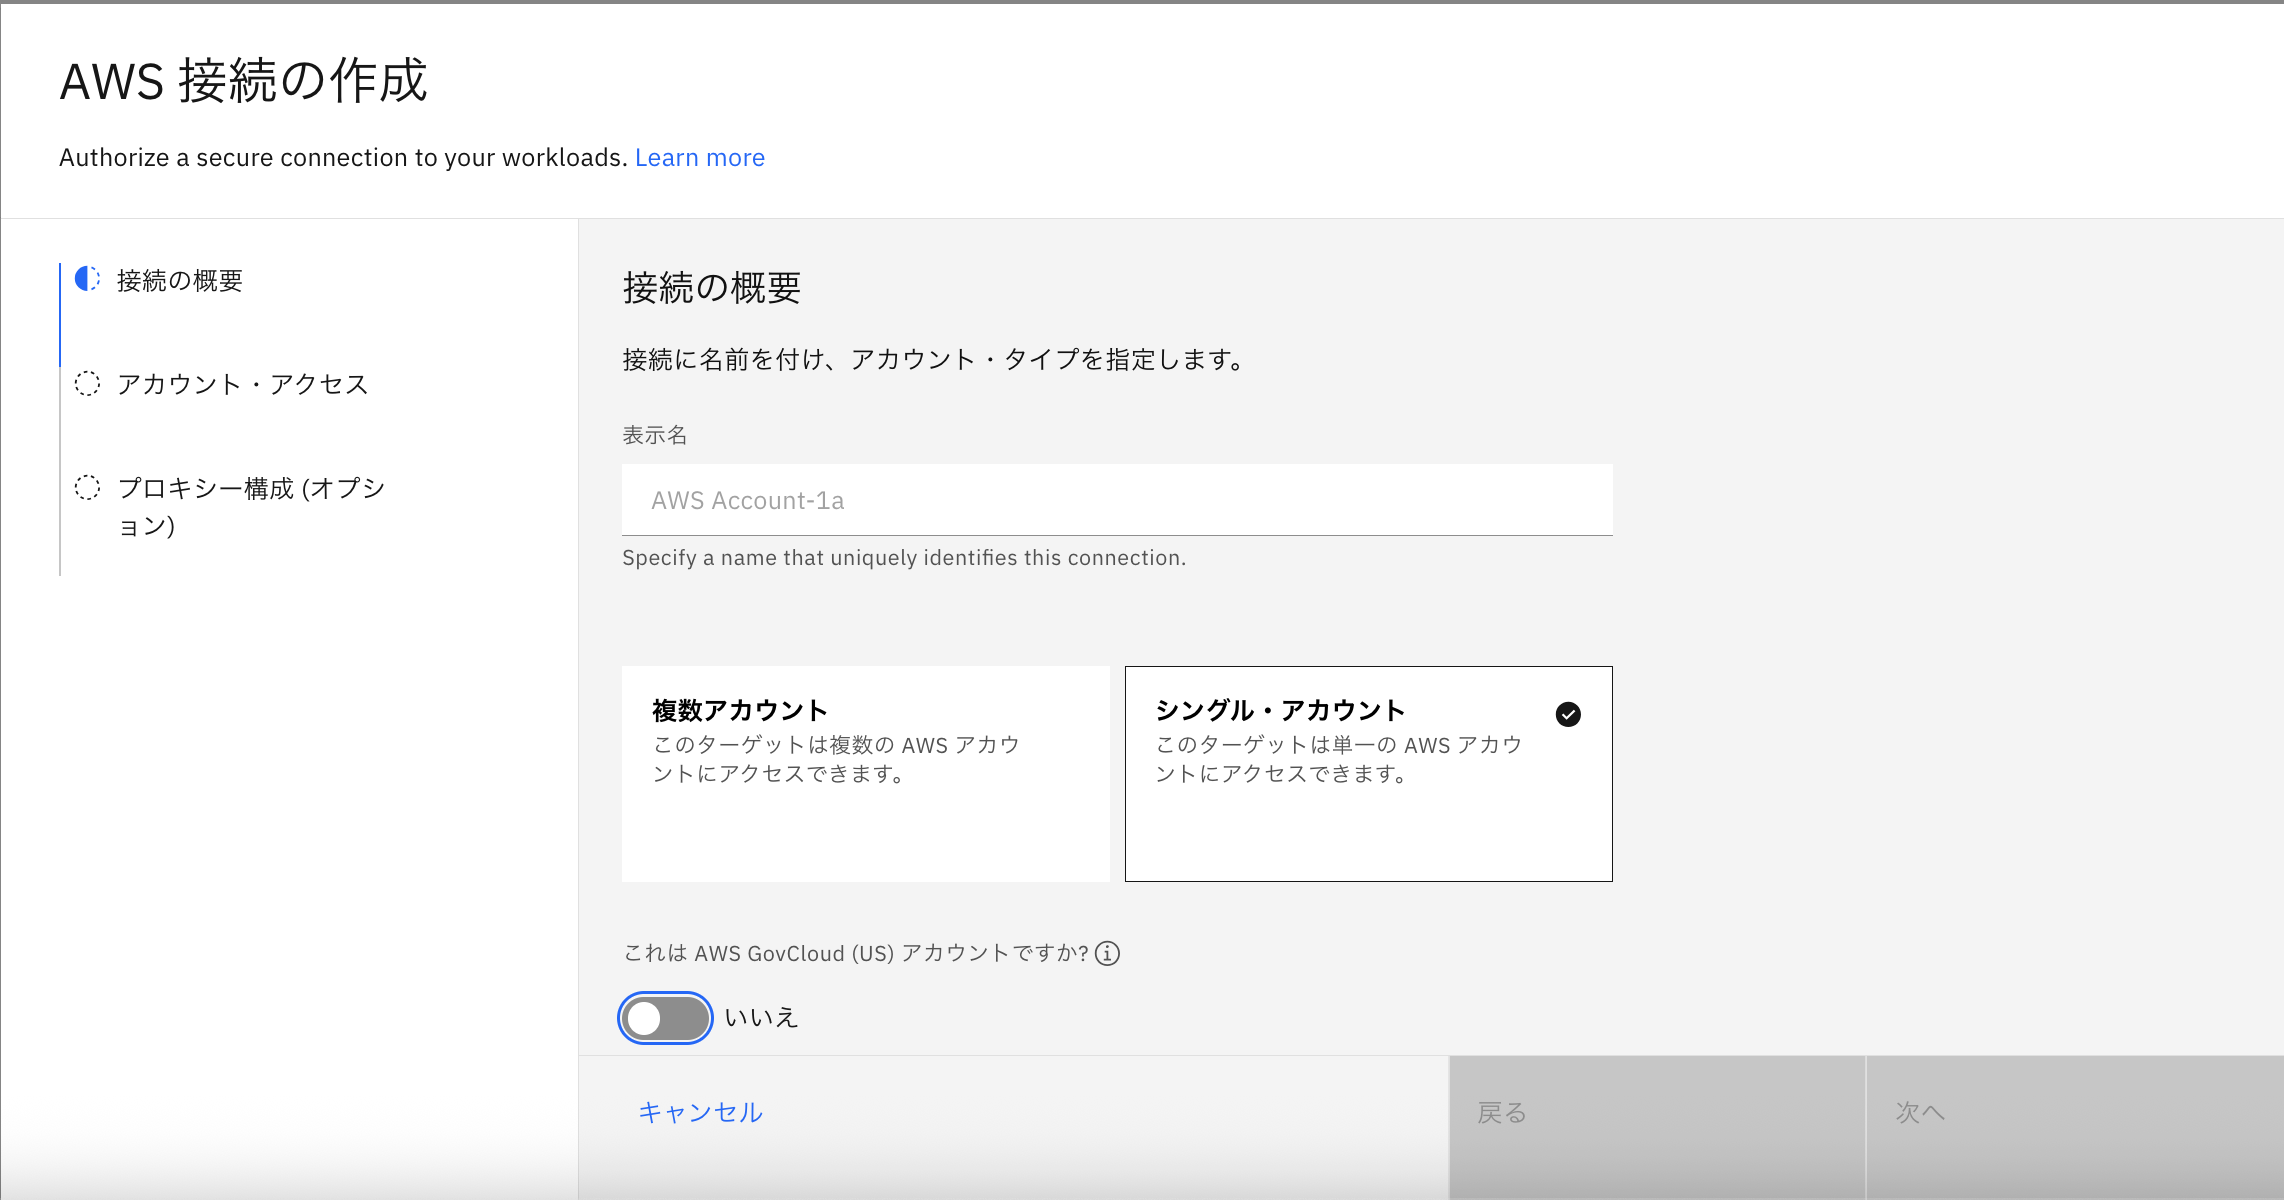 AWS 接続の作成
Authorize a secure connection to your workloads. Learn more
接続の概要
アカウント・アクセス
プロキシー構成 (オプシ
ョン)
接続の概要
接続に名前を付け、アカウント・タイプを指定します。
表示名
AWS Account-1a
Specify a name that uniquely identifies this connection.
複数アカウント
このターゲットは複数の AWS アカウ
ントにアクセスできます。
シングル・アカウント
このターゲットは単一の AWS アカウ
ントにアクセスできます。
これは AWS GovCloud (US) アカウントですか?
いいえ
キャンセル
戻る
次へ